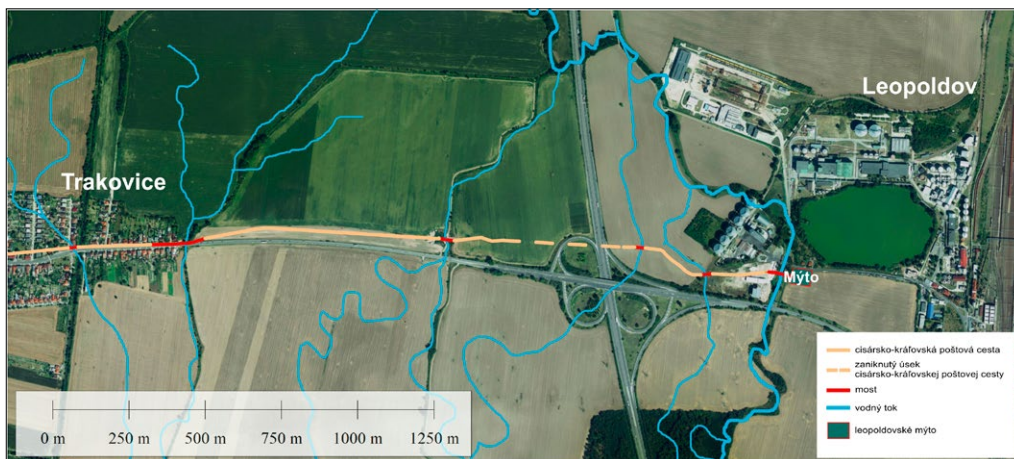 Leopoldov
Trakovice
Mýto
cisársko-kráľovská poštová cesta
zaniknutý úsek
cisársko-kráľovskej poštovej cesty
most
vodný tok
leopoldovské mýto
0 m 250 m 500 m 750 m 1000 m 1250 m